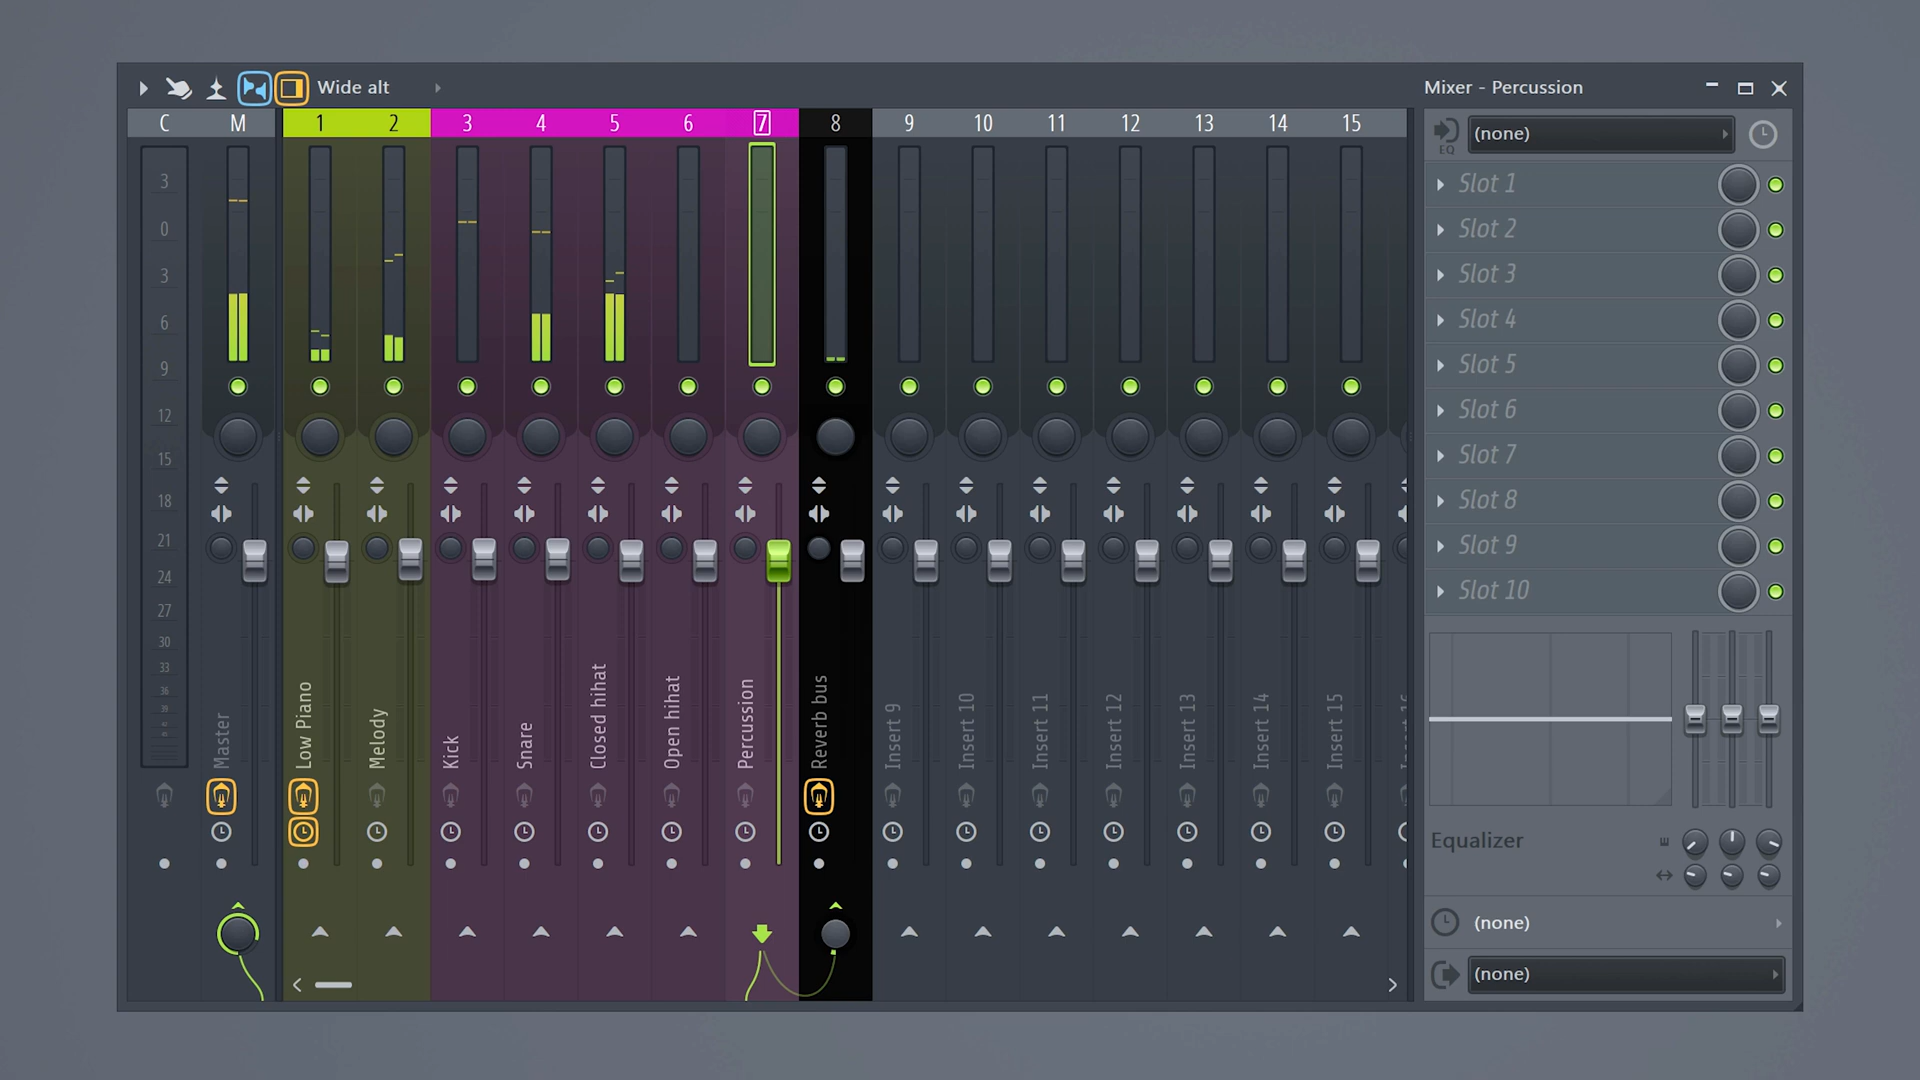 Wide alt
Mixer - Percussion
C M 1 2 3 4 5 6 7 8 9 10 11 12 13 14 15
3
0
3
6
9
12
15
18
21
24
27
30
33
36
39
Master
Low Piano
Melody
Kick
Snare
Closed hihat
Open hihat
Percussion
Reverb bus
Insert 9
Insert 10
Insert 11
Insert 12
Insert 13
Insert 14
Insert 15
EQ
(none)
Slot 1
Slot 2
Slot 3
Slot 4
Slot 5
Slot 6
Slot 7
Slot 8
Slot 9
Slot 10
Equalizer
(none)
(none)